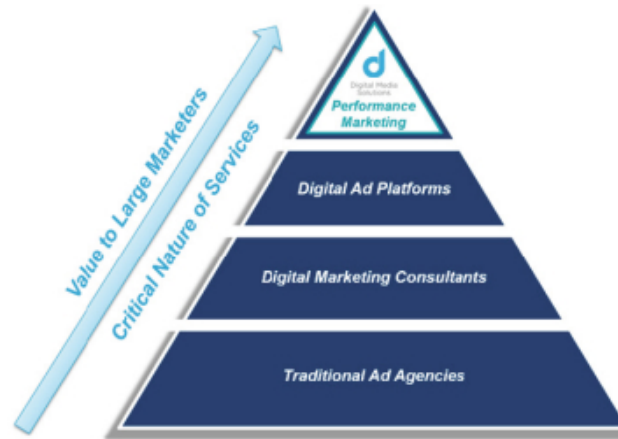 Digital Media
Solutions
Performance
Marketing
Digital Ad Platforms
Digital Marketing Consultants
Traditional Ad Agencies
Value to Large Marketers
Critical Nature of Services